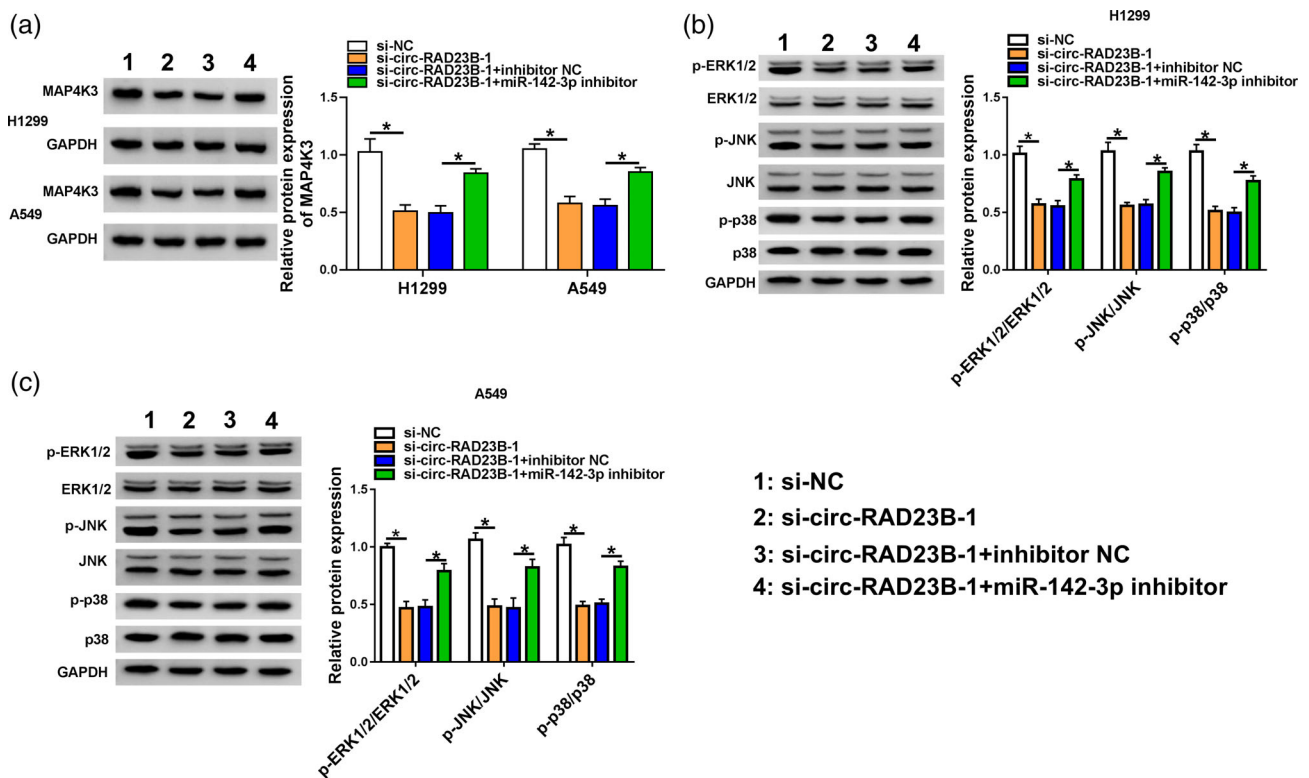 (a)
1 2 3 4
MAP4K3
H1299
GAPDH
MAP4K3
A549
GAPDH
si-NC
si-circ-RAD23B-1
si-circ-RAD23B-1+inhibitor NC
si-circ-RAD23B-1+miR-142-3p inhibitor
Relative protein expression
of MAP4K3
1.5
1.0
0.5
0.0
* * * *
H1299 A549
(b)
H1299
1 2 3 4
p-ERK1/2
ERK1/2
p-JNK
JNK
p-p38
p38
GAPDH
si-NC
si-circ-RAD23B-1
si-circ-RAD23B-1+inhibitor NC
si-circ-RAD23B-1+miR-142-3p inhibitor
Relative protein expression
1.5
1.0
0.5
0.0
* * * * * *
p-ERK1/2/ERK1/2
p-JNK/JNK
p-p38/p38
(c)
A549
1 2 3 4
p-ERK1/2
ERK1/2
p-JNK
JNK
p-p38
p38
GAPDH
si-NC
si-circ-RAD23B-1
si-circ-RAD23B-1+inhibitor NC
si-circ-RAD23B-1+miR-142-3p inhibitor
Relative protein expression
1.5
1.0
0.5
0.0
* * * * * *
p-ERK1/2/ERK1/2
p-JNK/JNK
p-p38/p38
1: si-NC
2: si-circ-RAD23B-1
3: si-circ-RAD23B-1+inhibitor NC
4: si-circ-RAD23B-1+miR-142-3p inhibitor